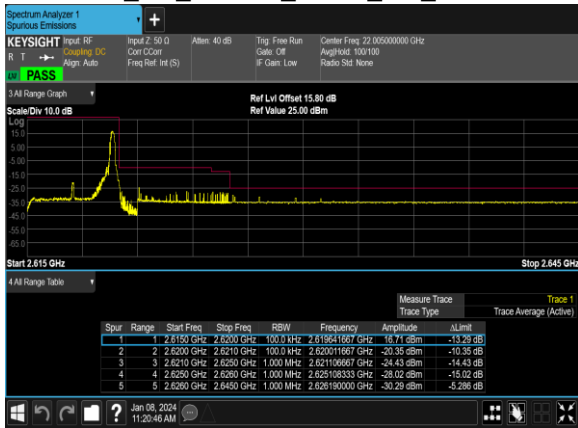 Spectrum Analyzer 1
Spurious Emissions
+
KEYSIGHT Input: RF Input Z: 50 Ω Atten: 40 dB Trig: Free Run Center Freq: 22.005000000 GHz
R T Coupling: DC Corr CCorr Gate: Off Avg|Hold: 100/100
Align: Auto Freq Ref: Int (S) IF Gain: Low Radio Std: None
PASS
3 All Range Graph
Ref Lvl Offset 15.80 dB
Scale/Div 10.0 dB Ref Value 25.00 dBm
Log
15.0
5.00
-5.00
-15.0
-25.0
-35.0
-45.0
-55.0
-65.0
Start 2.615 GHz Stop 2.645 GHz
4 All Range Table
Measure Trace Trace 1
Trace Type Trace Average (Active)
Spur Range Start Freq Stop Freq RBW Frequency Amplitude ΔLimit
1 1 2.6150 GHz 2.6200 GHz 100.0 kHz 2.619641667 GHz 16.71 dBm -13.29 dB
2 2 2.6200 GHz 2.6210 GHz 100.0 kHz 2.620011667 GHz -20.35 dBm -10.35 dB
3 3 2.6210 GHz 2.6250 GHz 1.000 MHz 2.621106667 GHz -24.43 dBm -14.43 dB
4 4 2.6250 GHz 2.6260 GHz 1.000 MHz 2.625108333 GHz -28.02 dBm -15.02 dB
5 5 2.6260 GHz 2.6450 GHz 1.000 MHz 2.626190000 GHz -30.29 dBm -5.286 dB
? Jan 08, 2024
11:20:46 AM